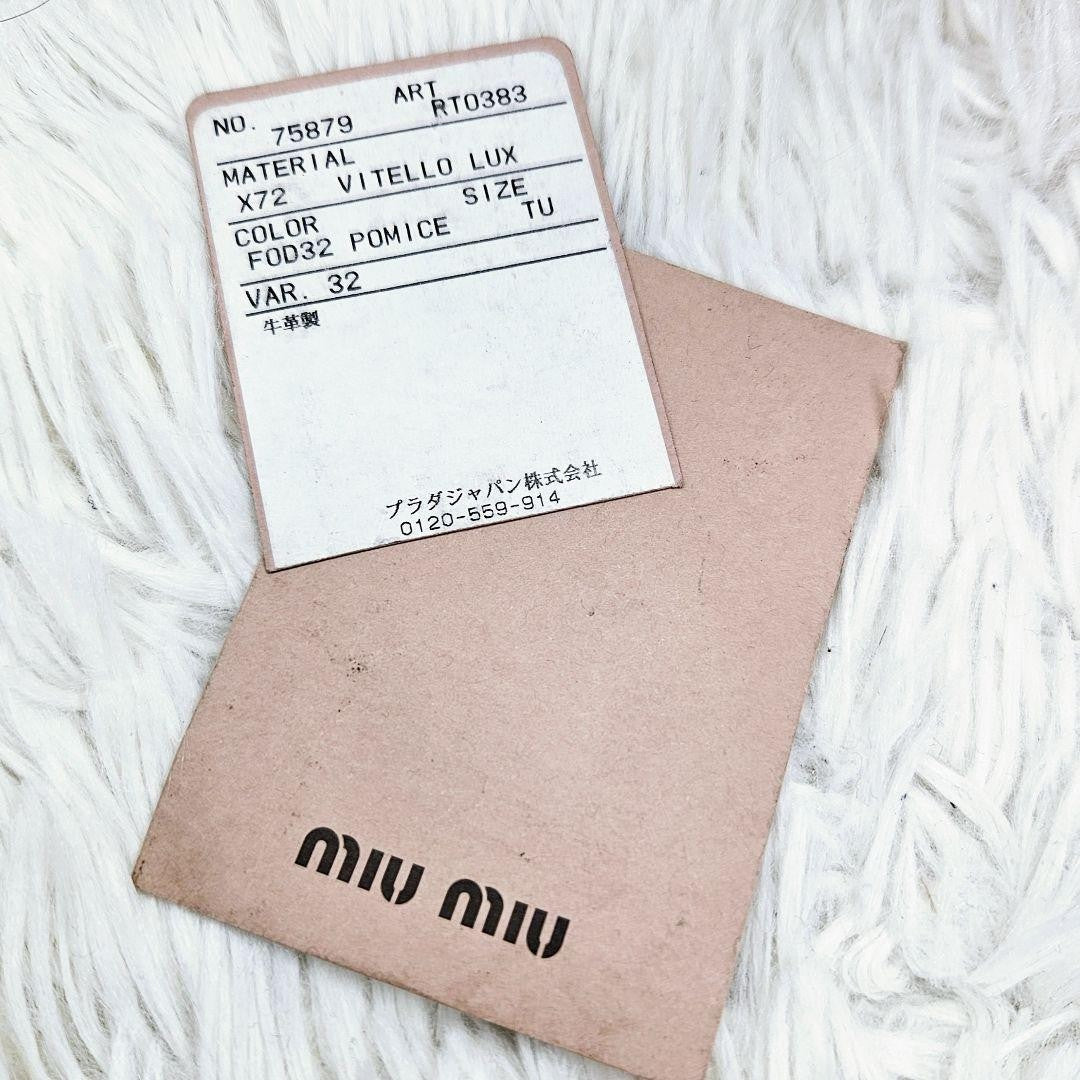 NO. 75879 ART RT0383
MATERIAL
X72 VITELLO LUX
COLOR SIZE
F0D32 POMICE TU
VAR. 32
牛革製
プラダジャパン株式会社
0120-559-914
miu miu